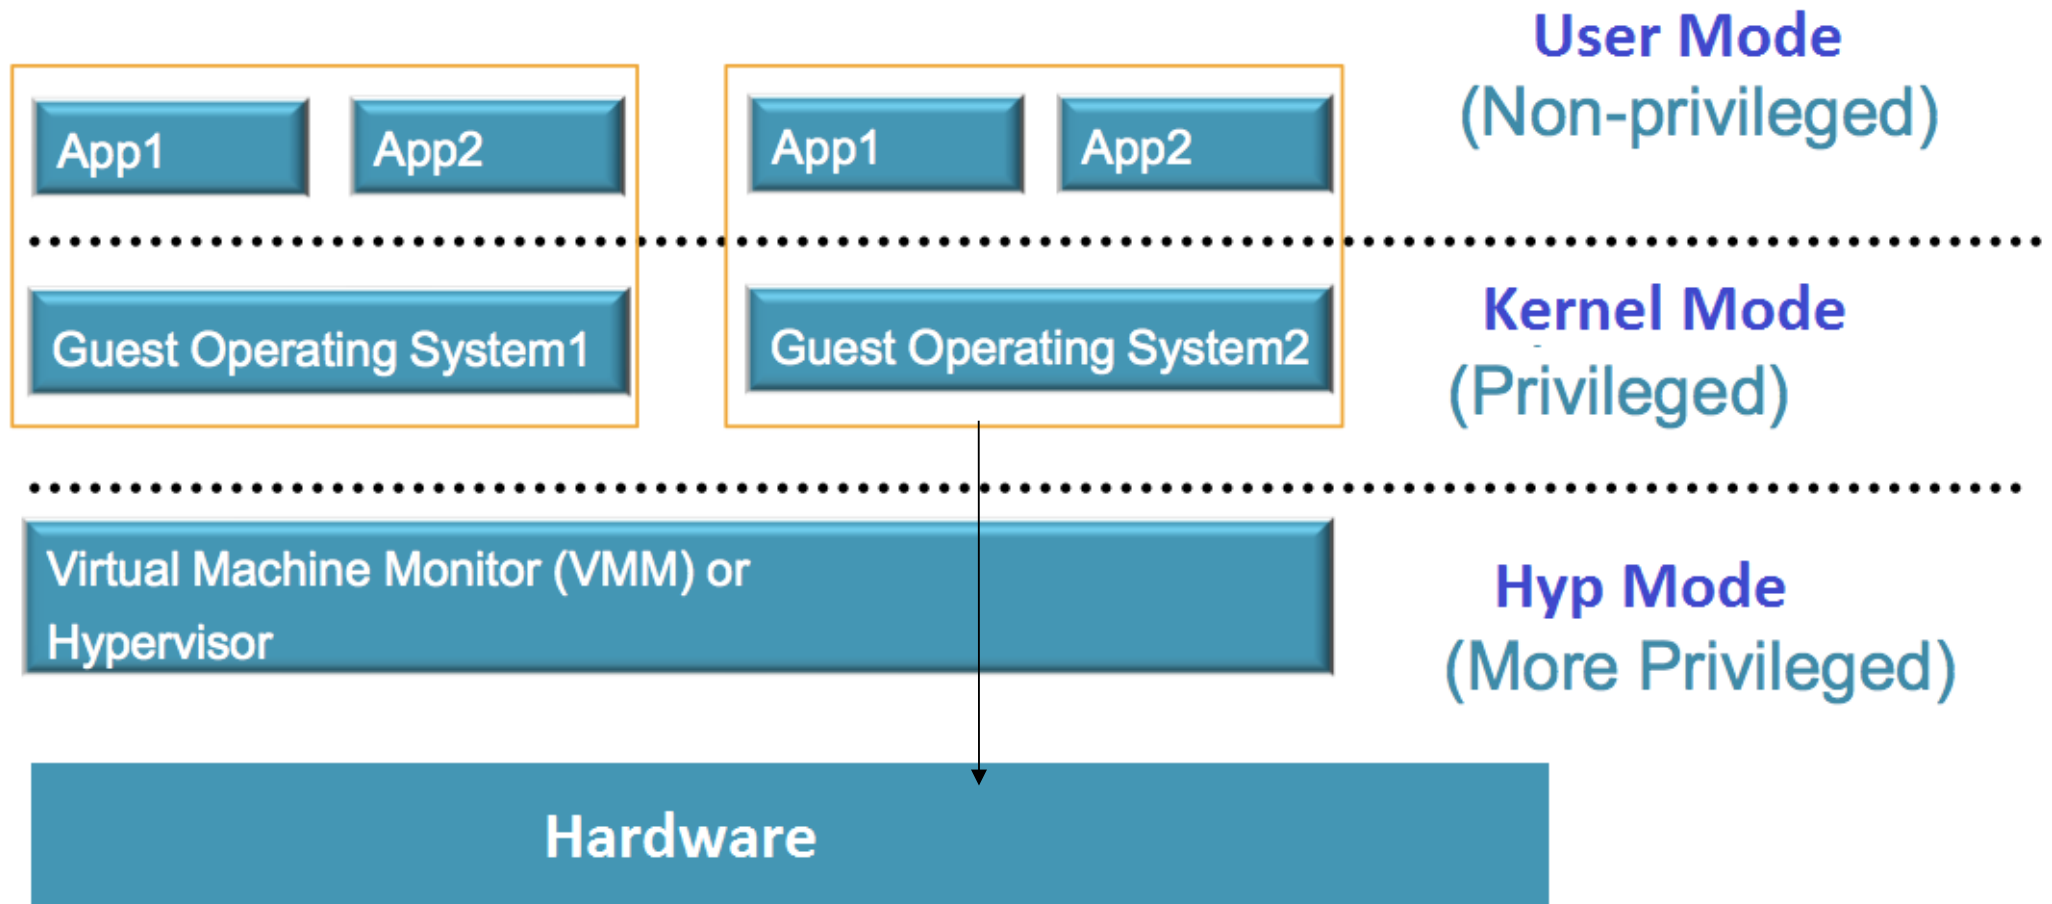 User Mode
(Non-privileged)
App1
App2
App1
App2
Kernel Mode
(Privileged)
Guest Operating System1
Guest Operating System2
Hyp Mode
(More Privileged)
Virtual Machine Monitor (VMM) or
Hypervisor
Hardware